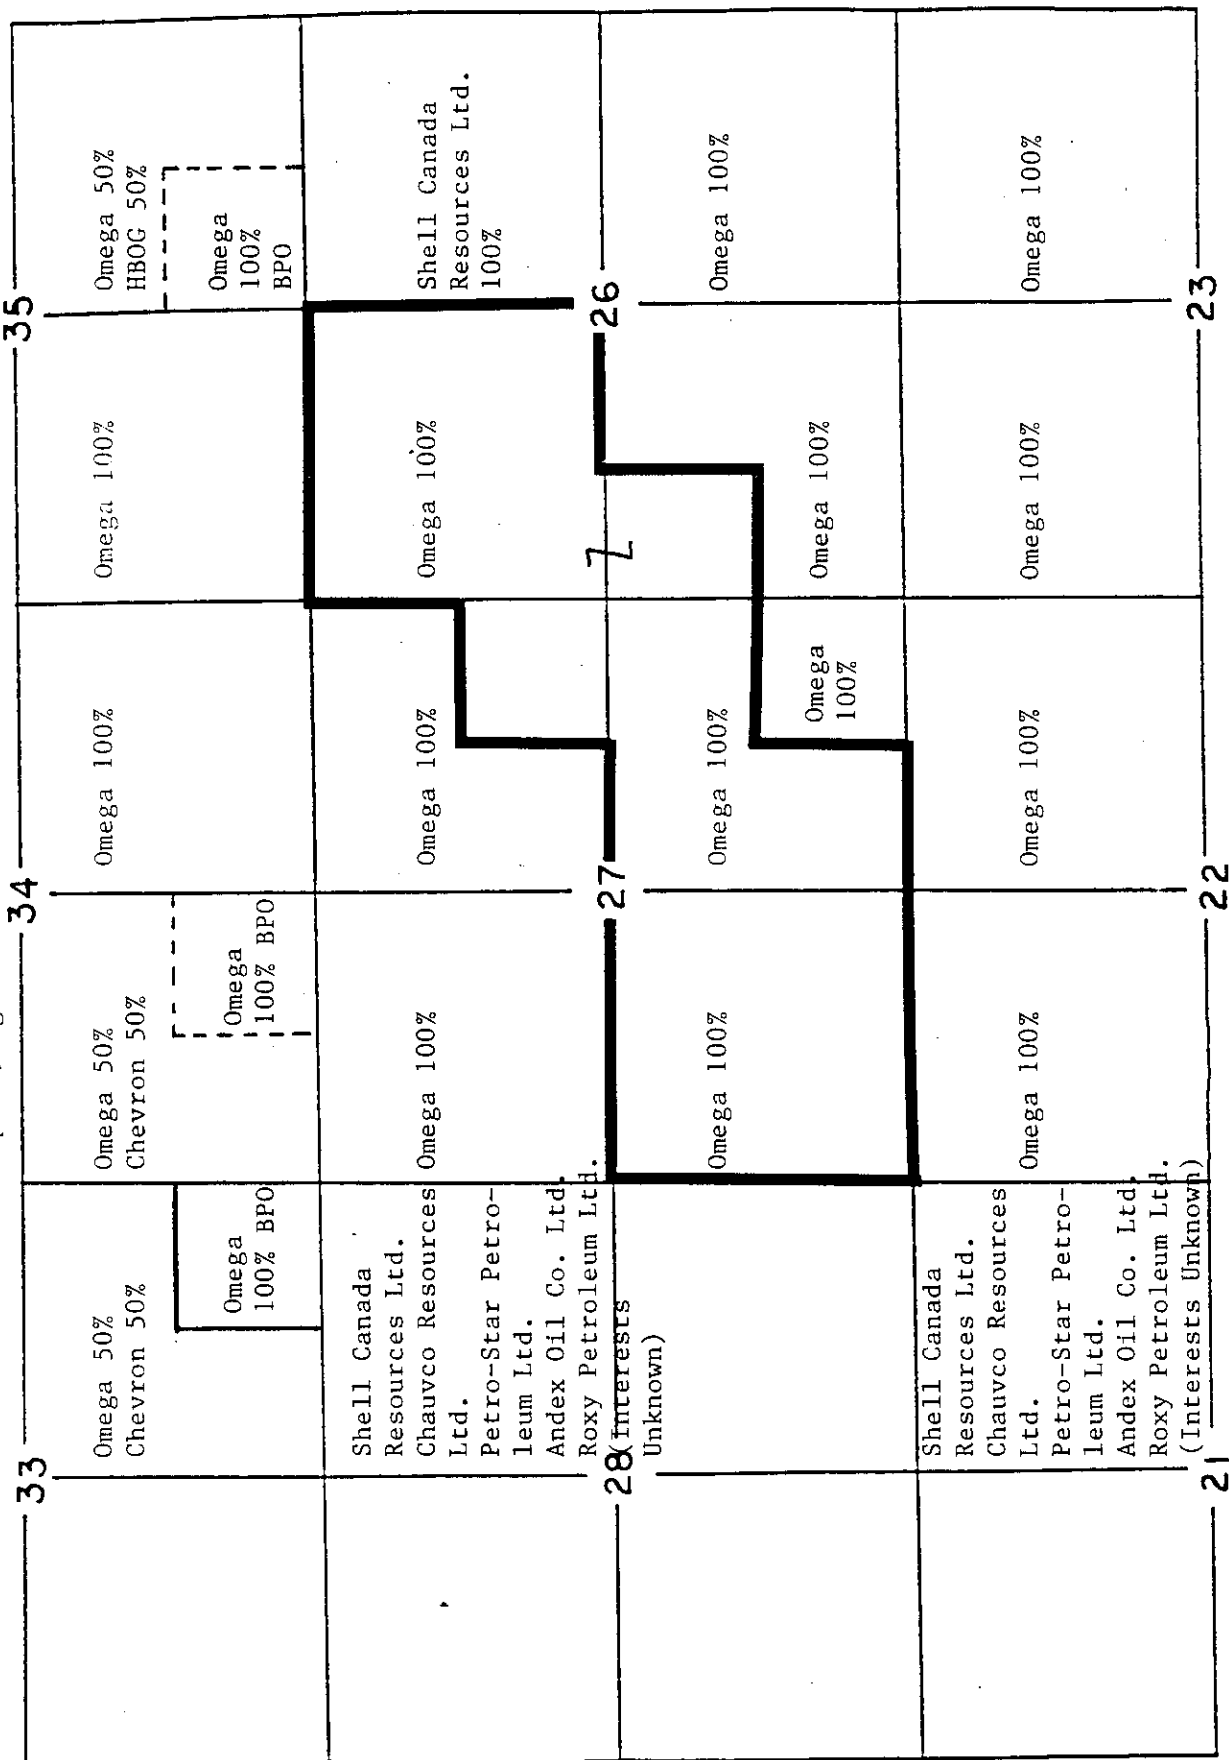 33
34
35
Omega 50%
Chevron 50%
Omega
100% BPO
Omega 50%
Chevron 50%
Omega
100% BPO
Omega 100%
Omega 100%
Omega 50%
HBOG 50%
Omega
100%
BPO
Shell Canada
Resources Ltd.
Chauvco Resources
Ltd.
Petro-Star Petro-
leum Ltd.
Andex Oil Co. Ltd.
Roxy Petroleum Ltd.
(Interests
Unknown)
Omega 100%
Omega 100%
Omega 100%
Shell Canada
Resources Ltd.
100%
28
27
26
Omega 100%
Omega 100%
Omega
100%
Omega 100%
Omega 100%
Shell Canada
Resources Ltd.
Chauvco Resources
Ltd.
Petro-Star Petro-
leum Ltd.
Andex Oil Co. Ltd.
Roxy Petroleum Ltd.
(Interests Unknown)
Omega 100%
Omega 100%
Omega 100%
Omega 100%
21
22
23